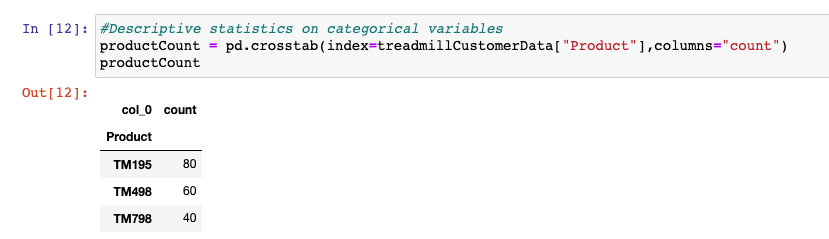 In [12]: #Descriptive statistics on categorical variables
productCount = pd.crosstab(index=treadmillCustomerData["Product"],columns="count")
productCount
Out[12]:
col_0 count
Product
TM195 80
TM498 60
TM798 40